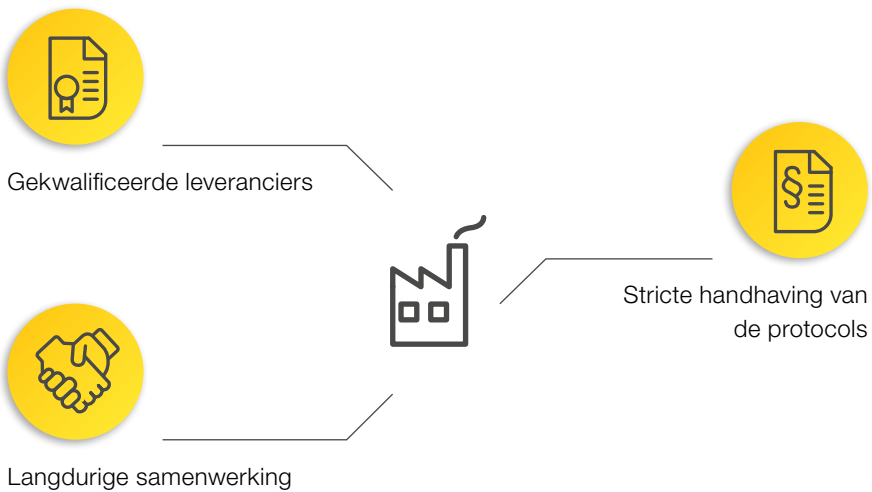 Gekwalificeerde leveranciers
Stricte handhaving van
de protocols
Langdurige samenwerking